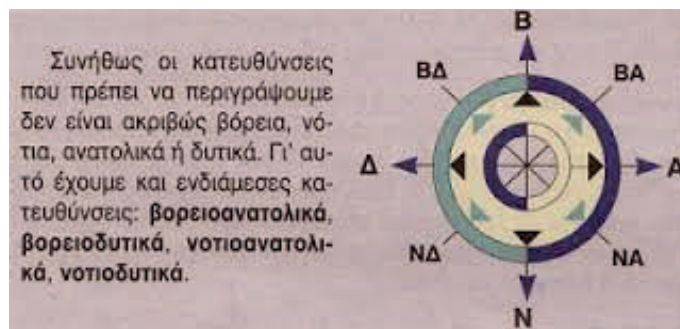 Συνήθως οι κατευθύνσεις
που πρέπει να περιγράψουμε
δεν είναι ακριβώς βόρεια, νό-
τια, ανατολικά ή δυτικά. Γι' αυ-
τό έχουμε και ενδιάμεσες κα-
τευθύνσεις: βορειοανατολικά,
βορειοδυτικά, νοτιοανατολι-
κά, νοτιοδυτικά.
Β
ΒΔ
ΒΑ
Δ
Α
ΝΔ
ΝΑ
Ν